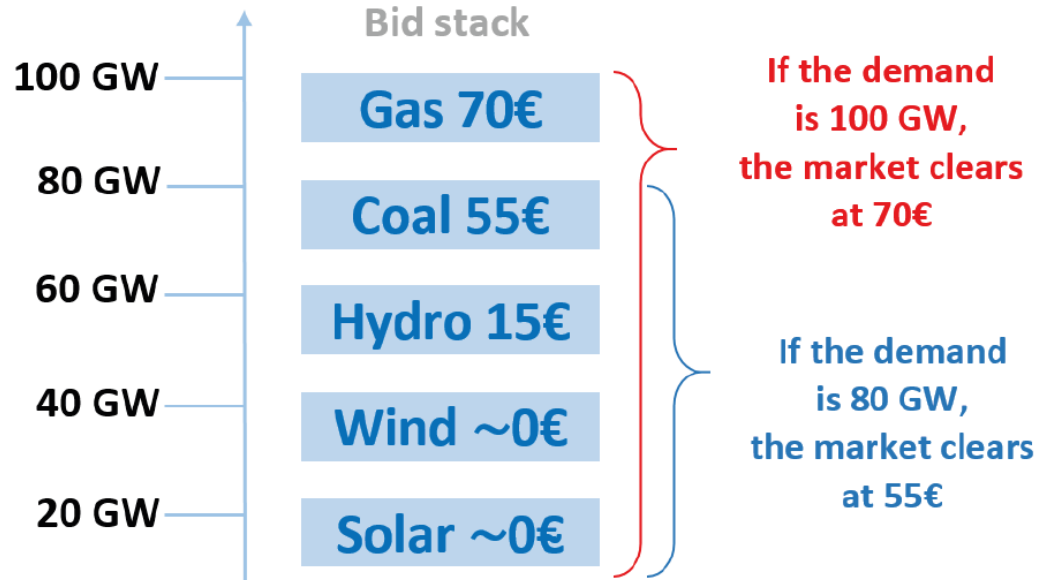 Bid stack
100 GW
80 GW
60 GW
40 GW
20 GW
Gas 70€
Coal 55€
Hydro 15€
Wind ~0€
Solar ~0€
If the demand
is 100 GW,
the market clears
at 70€
If the demand
is 80 GW,
the market clears
at 55€